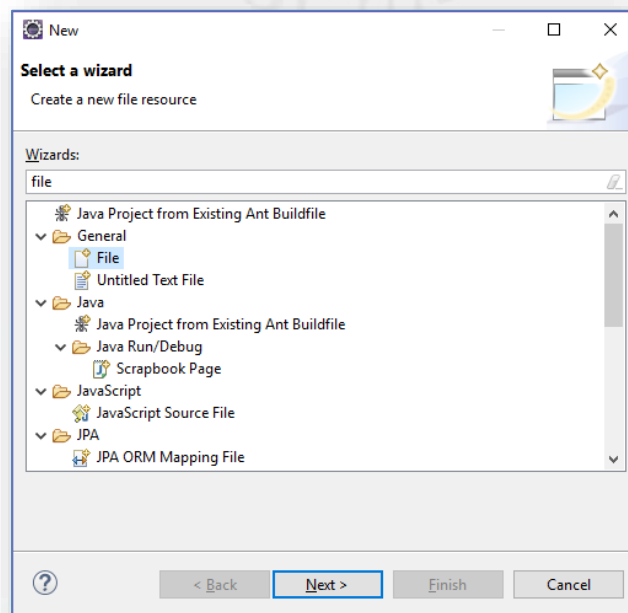 New
Select a wizard
Create a new file resource
Wizards:
file
Java Project from Existing Ant Buildfile
General
File
Untitled Text File
Java
Java Project from Existing Ant Buildfile
Java Run/Debug
Scrapbook Page
JavaScript
JavaScript Source File
JPA
JPA ORM Mapping File
< Back Next > Finish Cancel